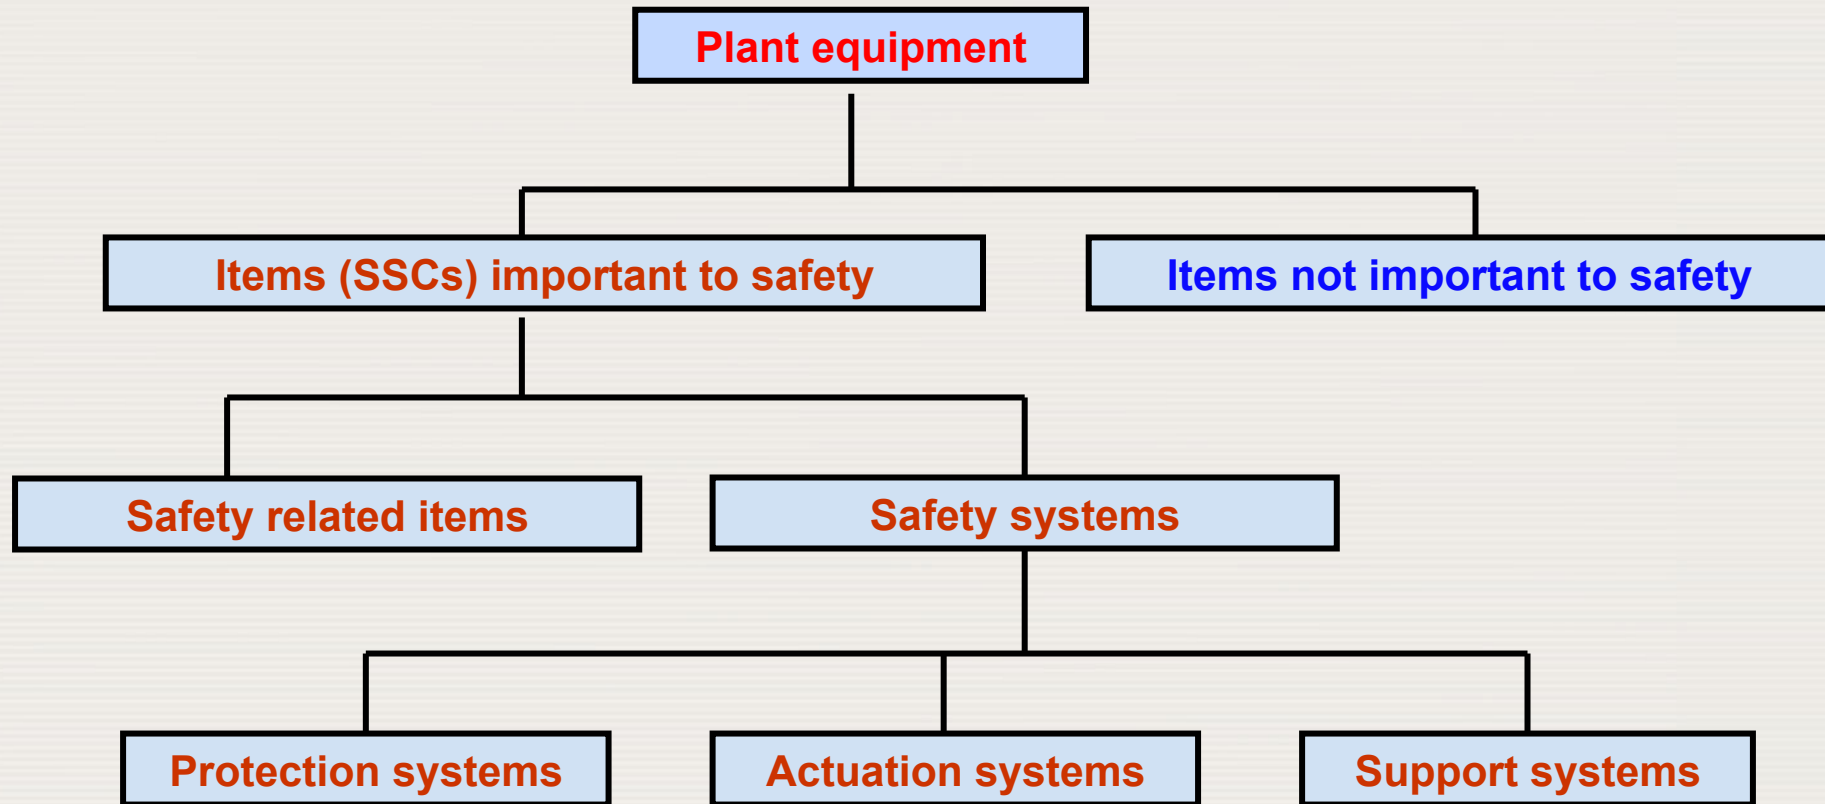 Plant equipment
Items (SSCs) important to safety
Items not important to safety
Safety related items
Safety systems
Protection systems
Actuation systems
Support systems